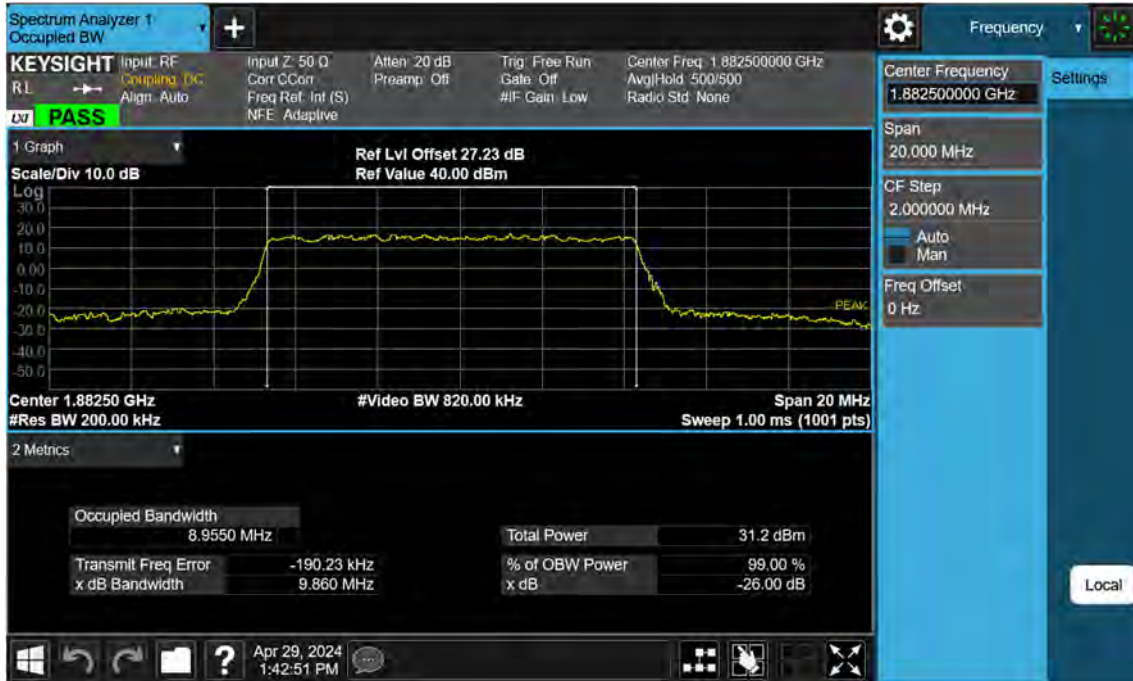 Spectrum Analyzer 1
Occupied BW
+
Frequency
KEYSIGHT
RL
LXI PASS
Input: RF
Coupling: DC
Align: Auto
Input Z: 50 Ω
Corr CCorr
Freq Ref: Int (S)
NFE: Adaptive
Atten: 20 dB
Preamp: Off
Trig: Free Run
Gate: Off
#IF Gain: Low
Center Freq: 1.882500000 GHz
Avg|Hold: 500/500
Radio Std: None
1 Graph
Scale/Div 10.0 dB
Ref Lvl Offset 27.23 dB
Ref Value 40.00 dBm
Log
30.0
20.0
10.0
0.00
-10.0
-20.0
-30.0
-40.0
-50.0
PEAK
Center 1.88250 GHz
#Video BW 820.00 kHz
Span 20 MHz
#Res BW 200.00 kHz
Sweep 1.00 ms (1001 pts)
2 Metrics
Occupied Bandwidth
8.9550 MHz
Transmit Freq Error -190.23 kHz
x dB Bandwidth 9.860 MHz
Total Power 31.2 dBm
% of OBW Power 99.00 %
x dB -26.00 dB
Center Frequency
1.882500000 GHz
Settings
Span
20.000 MHz
CF Step
2.000000 MHz
Auto
Man
Freq Offset
0 Hz
Local
?
Apr 29, 2024
1:42:51 PM